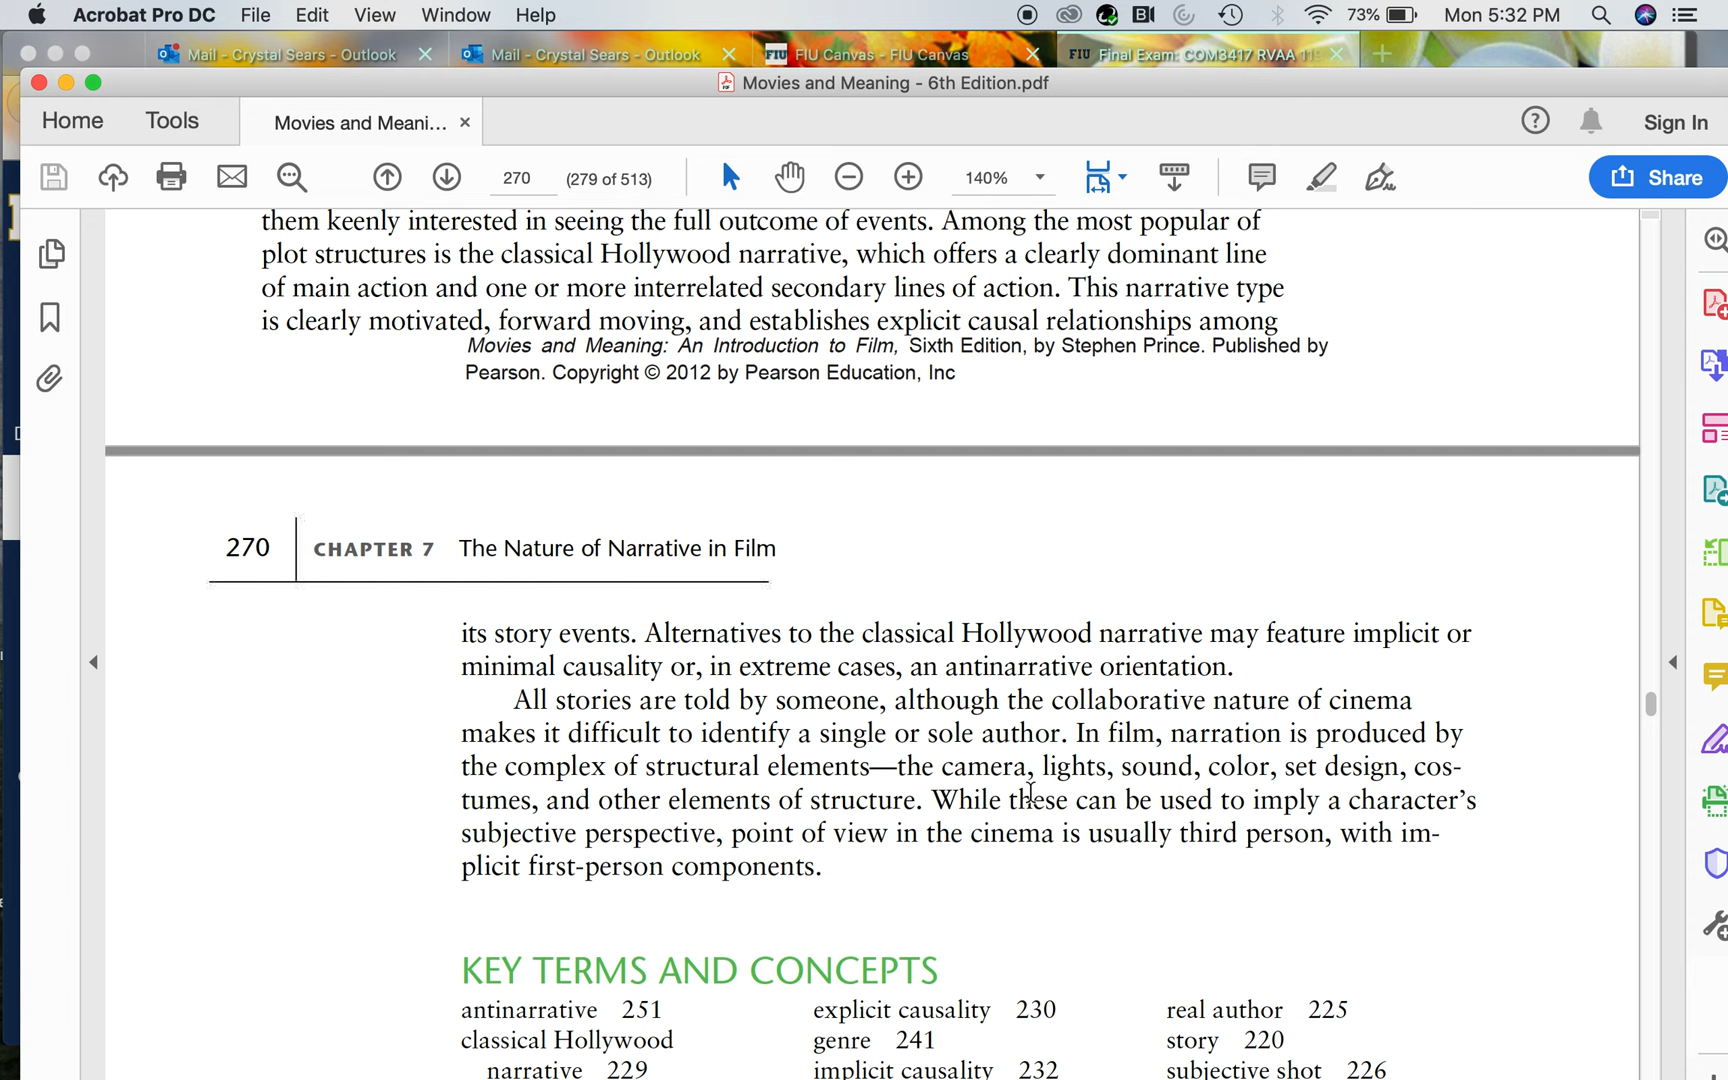 Acrobat Pro DC File Edit View Window Help 73% Mon 5:32 PM
Mail - Crystal Sears - Outlook Mail - Crystal Sears - Outlook FIU FIU Canvas - FIU Canvas FIU Final Exam: COM3417 RVAA
Movies and Meaning - 6th Edition.pdf
Home Tools Movies and Meani... Sign In
270 (279 of 513) 140% Share
them keenly interested in seeing the full outcome of events. Among the most popular of
plot structures is the classical Hollywood narrative, which offers a clearly dominant line
of main action and one or more interrelated secondary lines of action. This narrative type
is clearly motivated, forward moving, and establishes explicit causal relationships among
Movies and Meaning: An Introduction to Film, Sixth Edition, by Stephen Prince. Published by
Pearson. Copyright © 2012 by Pearson Education, Inc
270 CHAPTER 7 The Nature of Narrative in Film
its story events. Alternatives to the classical Hollywood narrative may feature implicit or
minimal causality or, in extreme cases, an antinarrative orientation.
All stories are told by someone, although the collaborative nature of cinema
makes it difficult to identify a single or sole author. In film, narration is produced by
the complex of structural elements—the camera, lights, sound, color, set design, cos-
tumes, and other elements of structure. While these can be used to imply a character’s
subjective perspective, point of view in the cinema is usually third person, with im-
plicit first-person components.
KEY TERMS AND CONCEPTS
antinarrative 251 explicit causality 230 real author 225
classical Hollywood genre 241 story 220
narrative 229 implicit causality 232 subjective shot 226